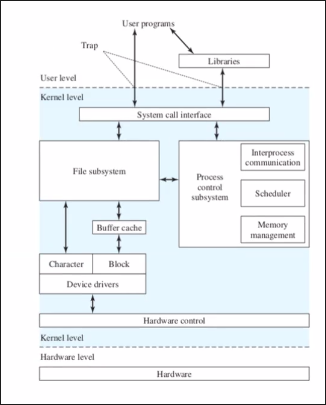 User programs
Trap
Libraries
User level
Kernel level
System call interface
File subsystem
Process
control
subsystem
Interprocess
communication
Scheduler
Memory
management
Buffer cache
Character
Block
Device drivers
Hardware control
Kernel level
Hardware level
Hardware